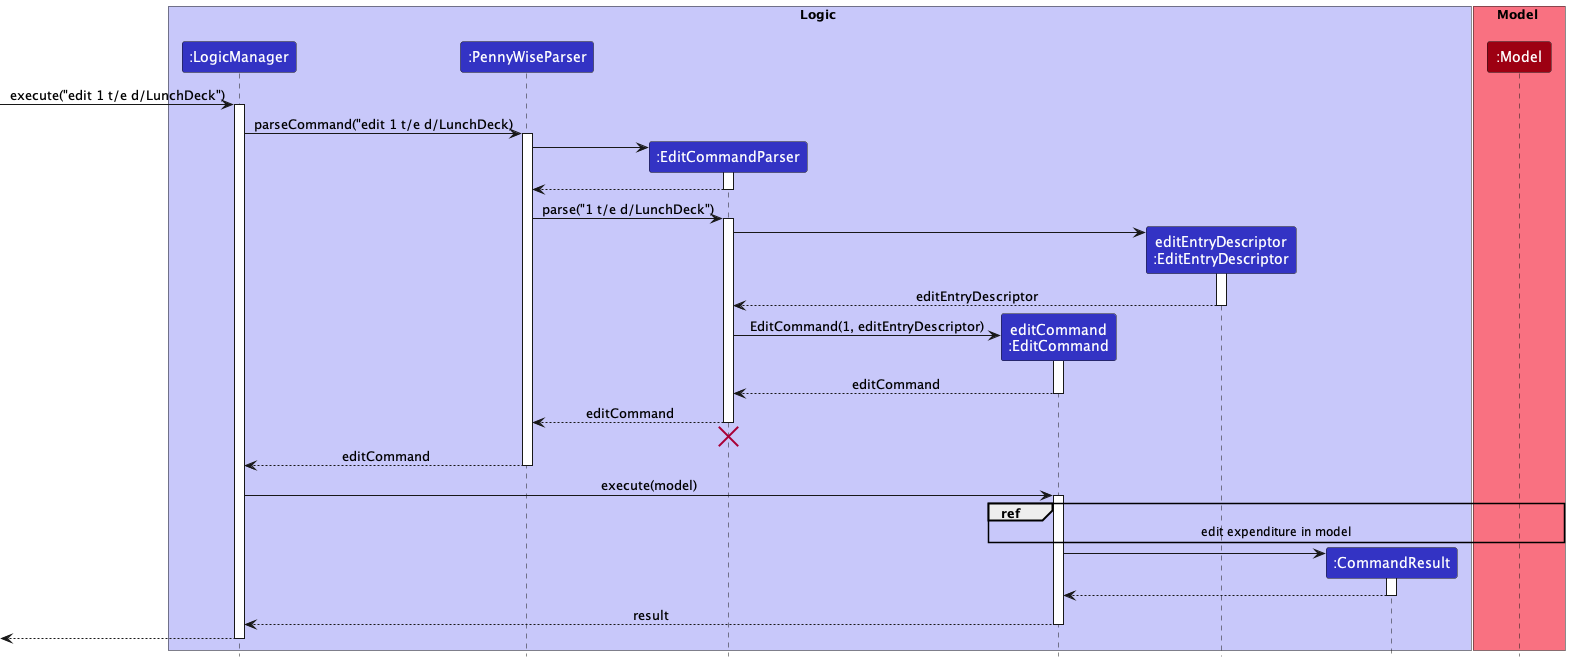 Logic
Model
:LogicManager
:PennyWiseParser
:Model
execute("edit 1 t/e d/LunchDeck")
parseCommand("edit 1 t/e d/LunchDeck)
:EditCommandParser
parse("1 t/e d/LunchDeck")
editEntryDescriptor
:EditEntryDescriptor
editEntryDescriptor
EditCommand(1, editEntryDescriptor)
editCommand
:EditCommand
editCommand
editCommand
editCommand
execute(model)
ref
edit expenditure in model
:CommandResult
result